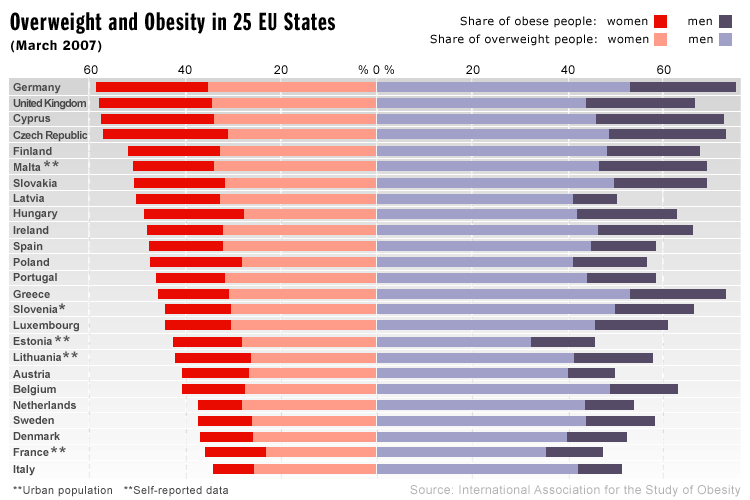 Overweight and Obesity in 25 EU States
(March 2007)
Share of obese people: women men
Share of overweight people: women men
60 40 20 % 0 % 20 40 60
Germany
United Kingdom
Cyprus
Czech Republic
Finland
Malta **
Slovakia
Latvia
Hungary
Ireland
Spain
Poland
Portugal
Greece
Slovenia*
Luxembourg
Estonia **
Lithuania**
Austria
Belgium
Netherlands
Sweden
Denmark
France**
Italy
**Urban population **Self-reported data
Source: International Association for the Study of Obesity